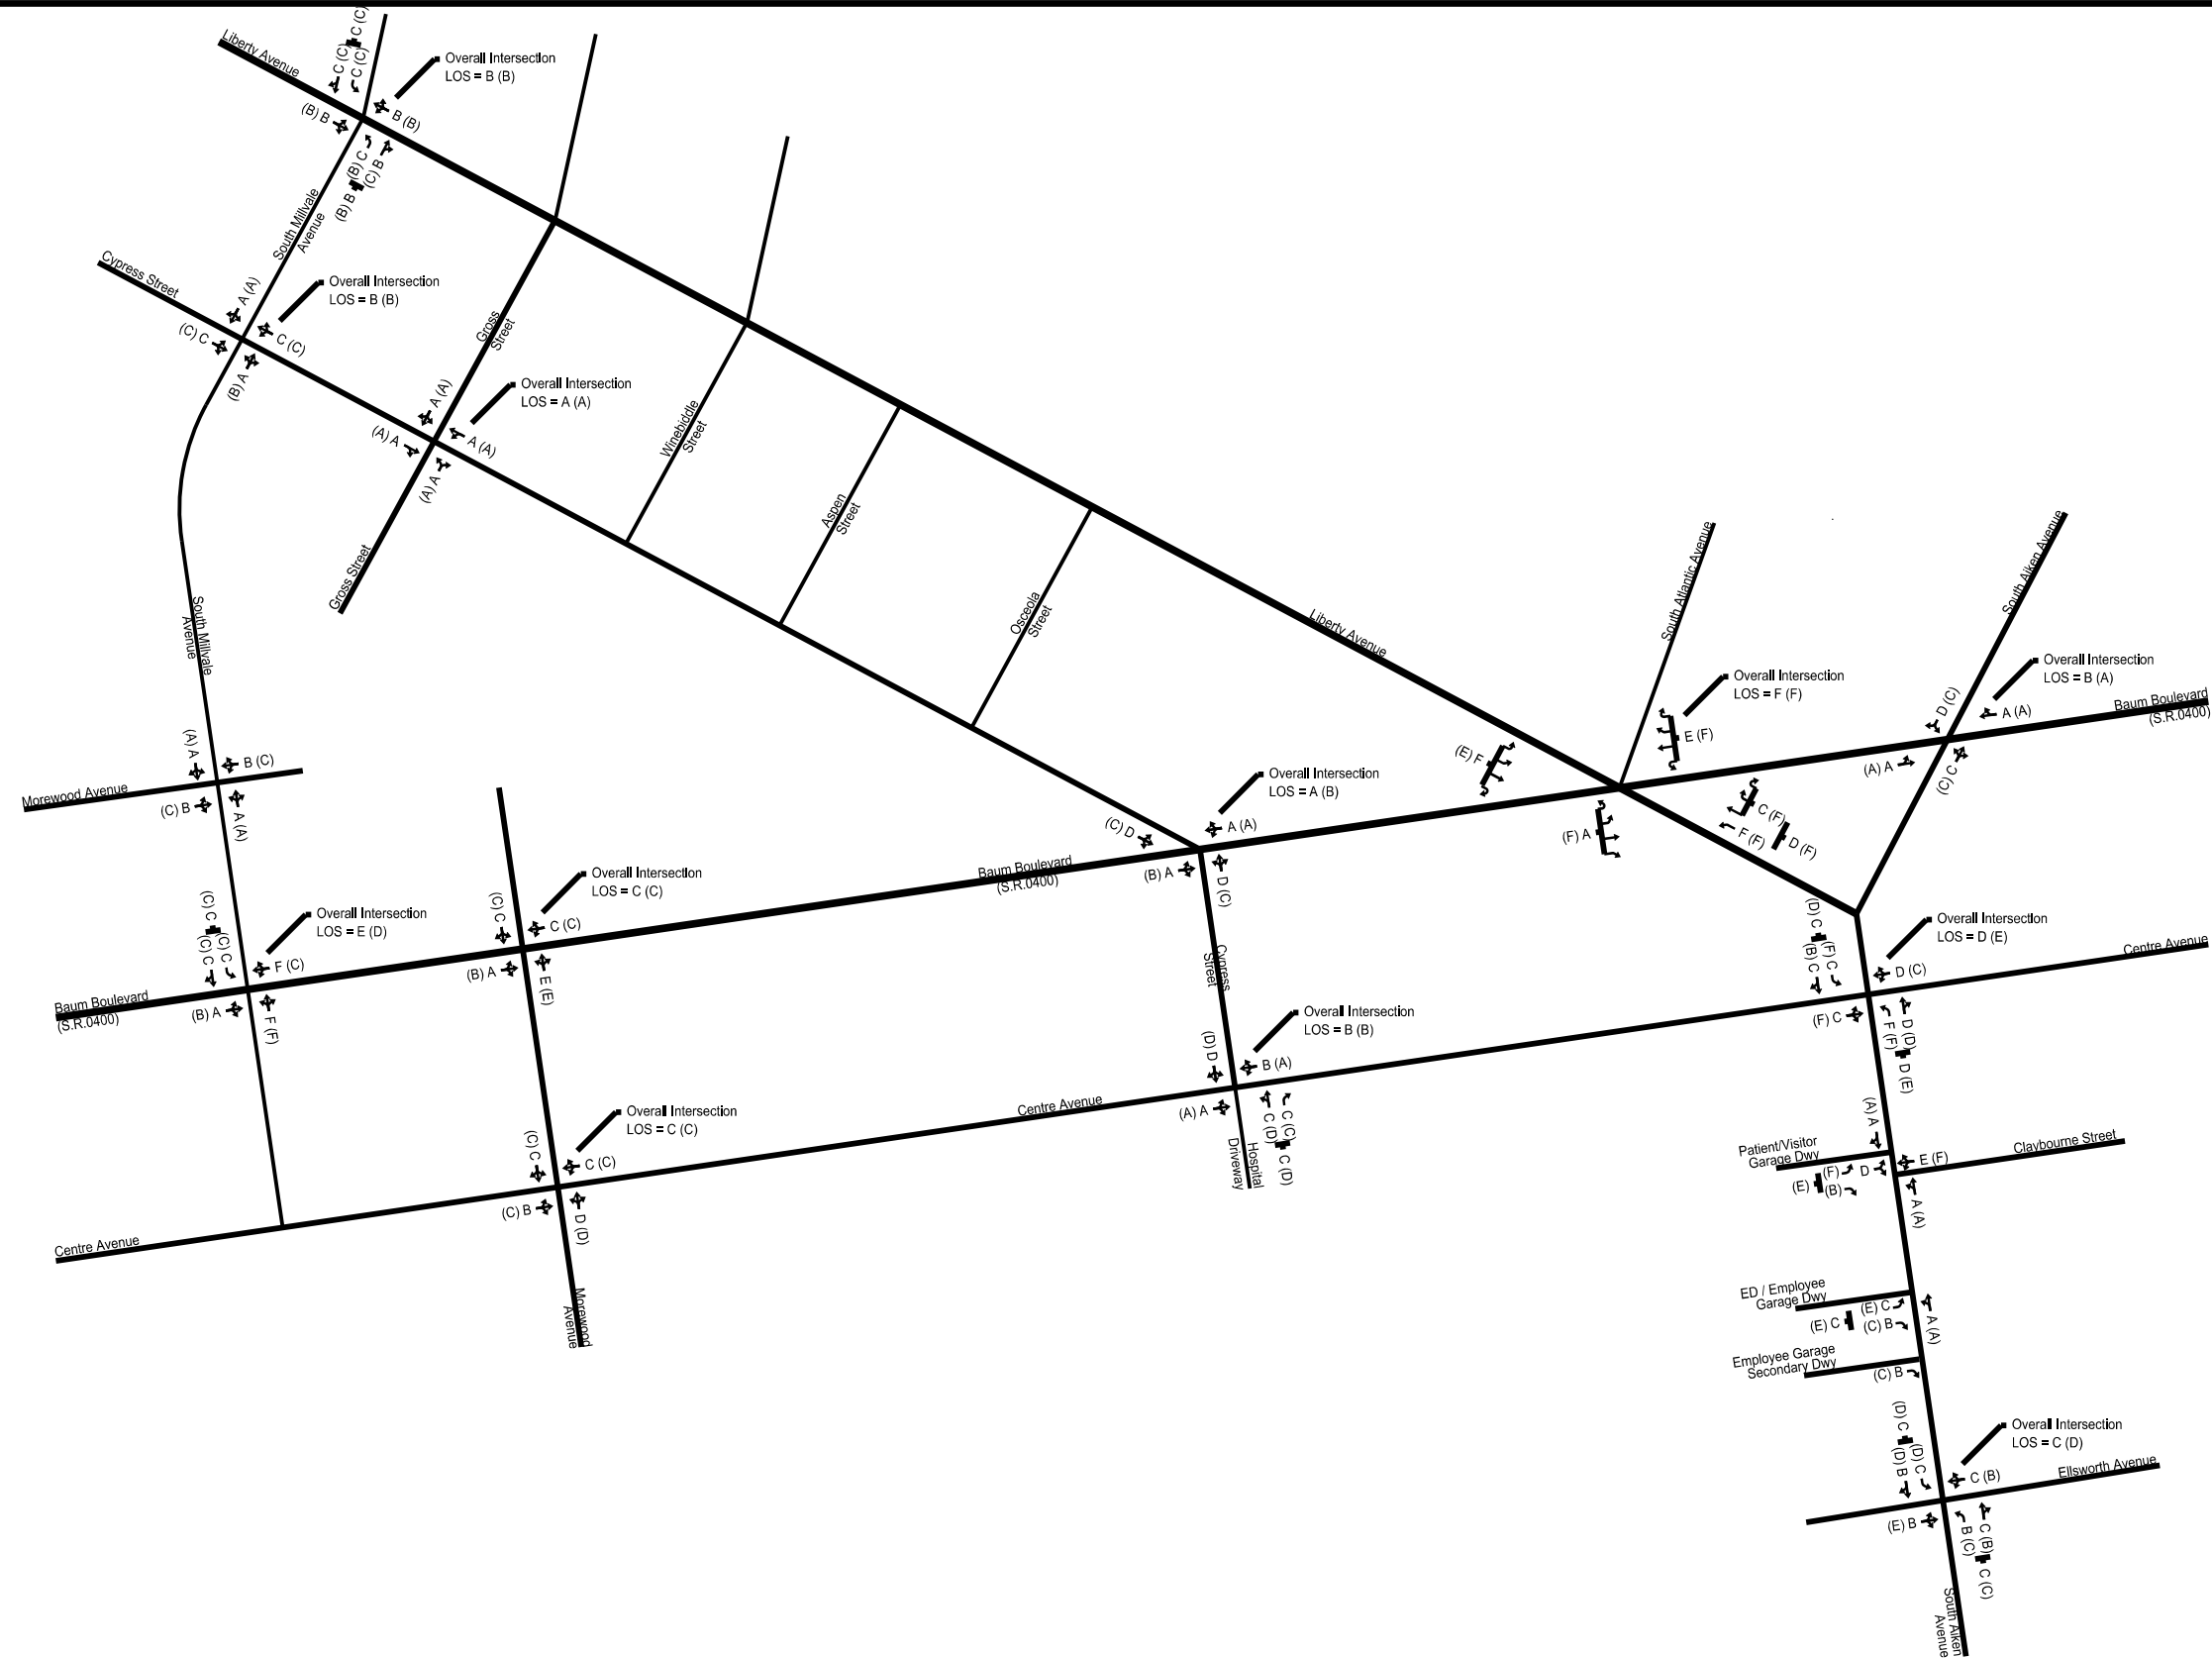 Liberty Avenue
C (C)
C (C)
C (C)
Overall Intersection
LOS = B (B)
(B) B
B (B)
(B) C
(C) B
(B) B
South Millvale
Avenue
Cypress Street
A (A)
Overall Intersection
LOS = B (B)
(C) C
C (C)
(B) A
Gross
Street
A (A)
Overall Intersection
LOS = A (A)
(A) A
A (A)
(A) A
Gross Street
Winebiddle
Street
Aspen
Street
Osceola
Street
Liberty Avenue
South Atlantic Avenue
South Aiken Avenue
South Millvale
Avenue
(A) A
B (C)
Morewood Avenue
(C) B
A (A)
Overall Intersection
LOS = F (F)
E (F)
(E) F
(F) A
C (F)
F (F)
D (F)
Overall Intersection
LOS = B (A)
D (C)
A (A)
Baum Boulevard
(S.R.0400)
(A) A
(C) C
Overall Intersection
LOS = A (B)
(C) D
A (A)
(B) A
D (C)
Baum Boulevard
(S.R.0400)
Overall Intersection
LOS = C (C)
(C) C
C (C)
(B) A
E (E)
(C) C
(C) C
(C) C
Overall Intersection
LOS = E (D)
F (C)
(B) A
F (F)
Baum Boulevard
(S.R.0400)
Cypress
Street
(D) C
(B) C
(F) C
Overall Intersection
LOS = D (E)
D (C)
Centre Avenue
(F) C
F (F)
D (D)
D (E)
(D) D
Overall Intersection
LOS = B (B)
B (A)
(A) A
C (D)
C (C)
C (D)
Hospital
Driveway
Centre Avenue
Overall Intersection
LOS = C (C)
(C) C
C (C)
(C) B
D (D)
Centre Avenue
Morewood
Avenue
(A) A
Patient/Visitor
Garage Dwy
(F)
D
(E)
(B)
E (F)
Claybourne Street
A (A)
ED / Employee
Garage Dwy
(E) C
(E) C
(C) B
A (A)
Employee Garage
Secondary Dwy
(C) B
(D) C
(D) B
(D) C
Overall Intersection
LOS = C (D)
C (B)
Ellsworth Avenue
(E) B
B (C)
C (B)
C (C)
South Aiken
Avenue